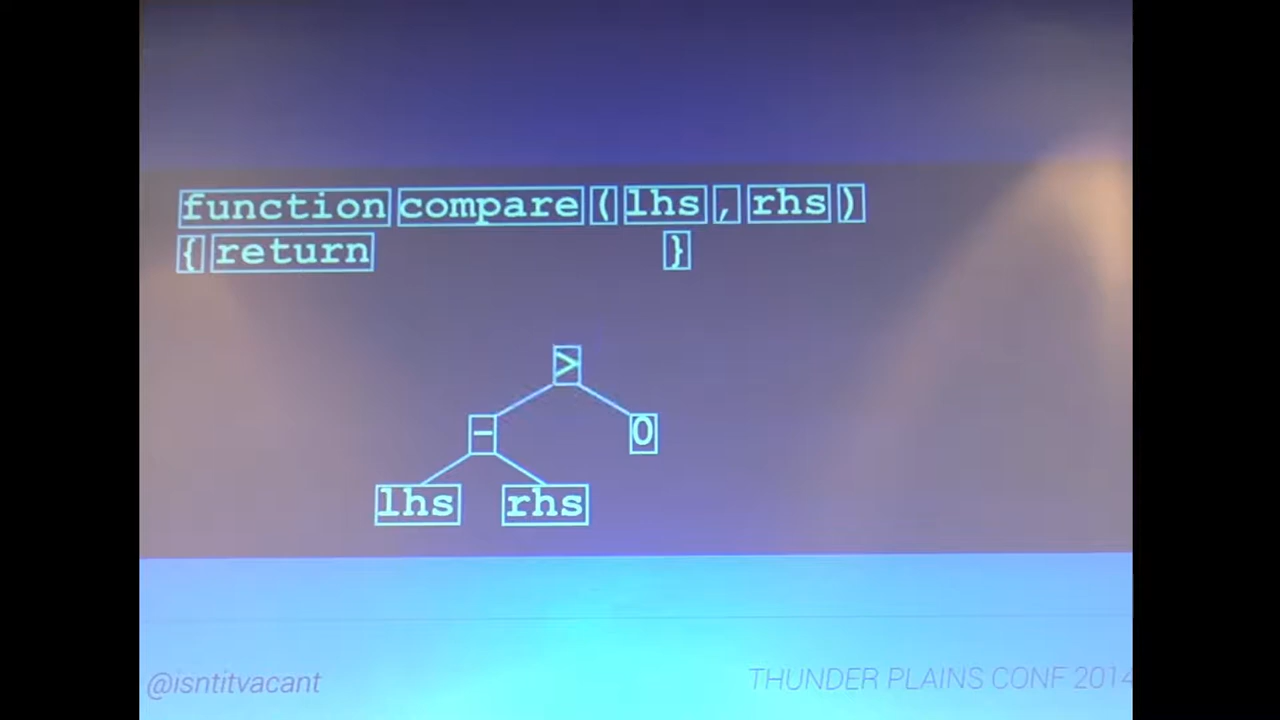 function compare ( lhs , rhs )
{ return }
>
- 0
lhs rhs
@isntitvacant THUNDER PLAINS CONF 2014